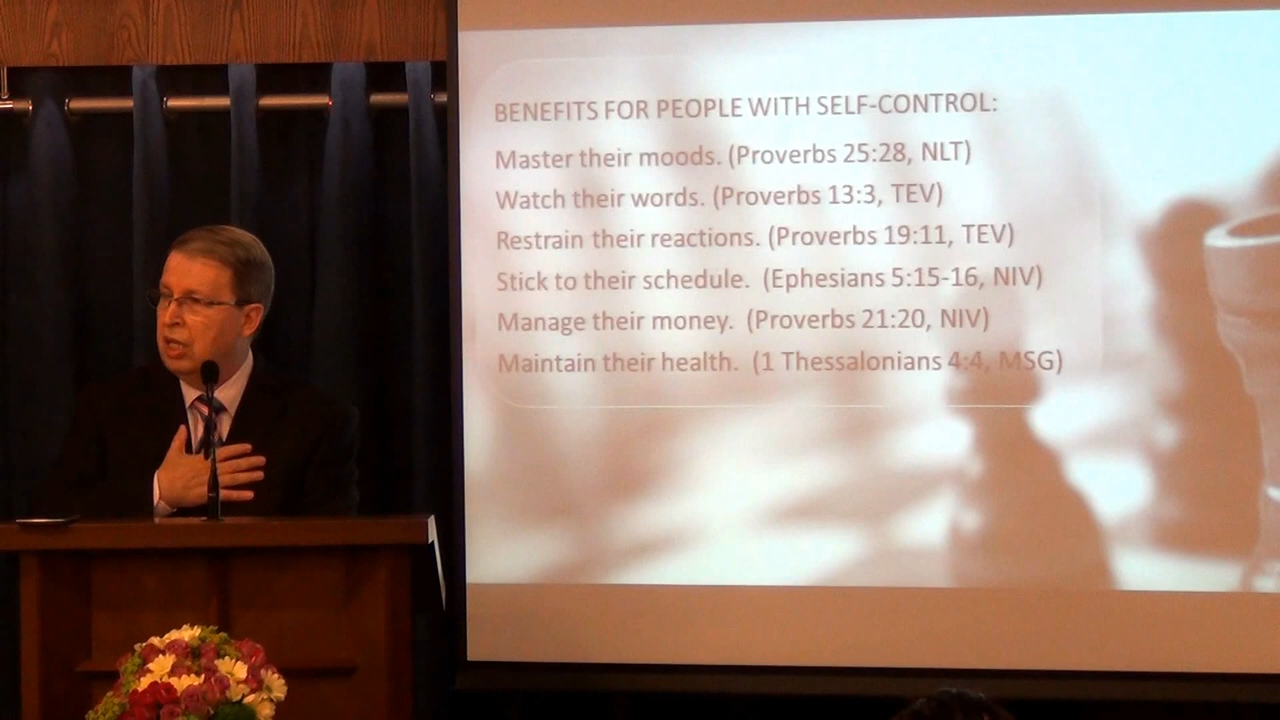 BENEFITS FOR PEOPLE WITH SELF-CONTROL:
Master their moods. (Proverbs 25:28, NLT)
Watch their words. (Proverbs 13:3, TEV)
Restrain their reactions. (Proverbs 19:11, TEV)
Stick to their schedule. (Ephesians 5:15-16, NIV)
Manage their money. (Proverbs 21:20, NIV)
Maintain their health. (1 Thessalonians 4:4, MSG)